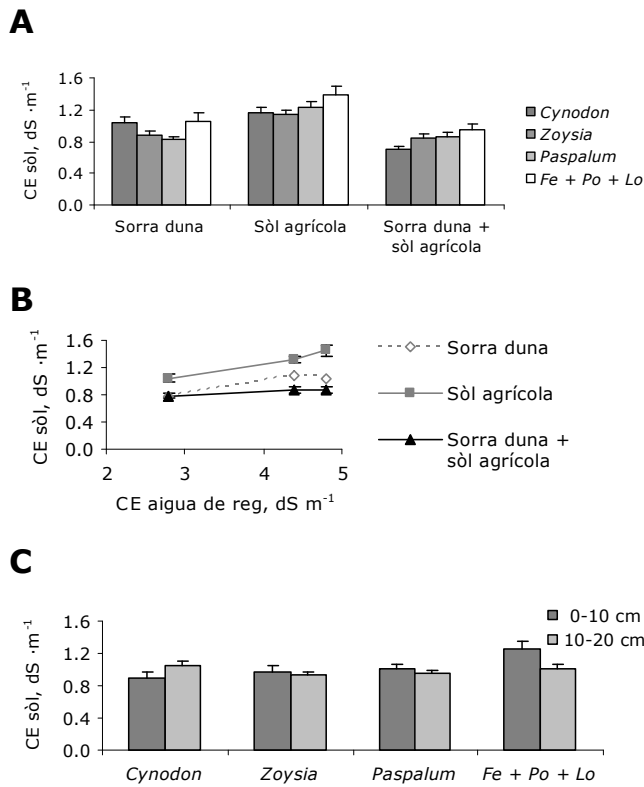 A
1.6
1.2
0.8
0.4
0.0
CE sòl, dS ·m⁻¹
Sorra duna
Sòl agrícola
Sorra duna +
sòl agrícola
Cynodon
Zoysia
Paspalum
Fe + Po + Lo
B
1.6
1.2
0.8
0.4
0.0
CE sòl, dS ·m⁻¹
2 3 4 5
CE aigua de reg, dS m⁻¹
Sorra duna
Sòl agrícola
Sorra duna +
sòl agrícola
C
1.6
1.2
0.8
0.4
0.0
CE sòl, dS ·m⁻¹
0-10 cm
10-20 cm
Cynodon Zoysia Paspalum Fe + Po + Lo